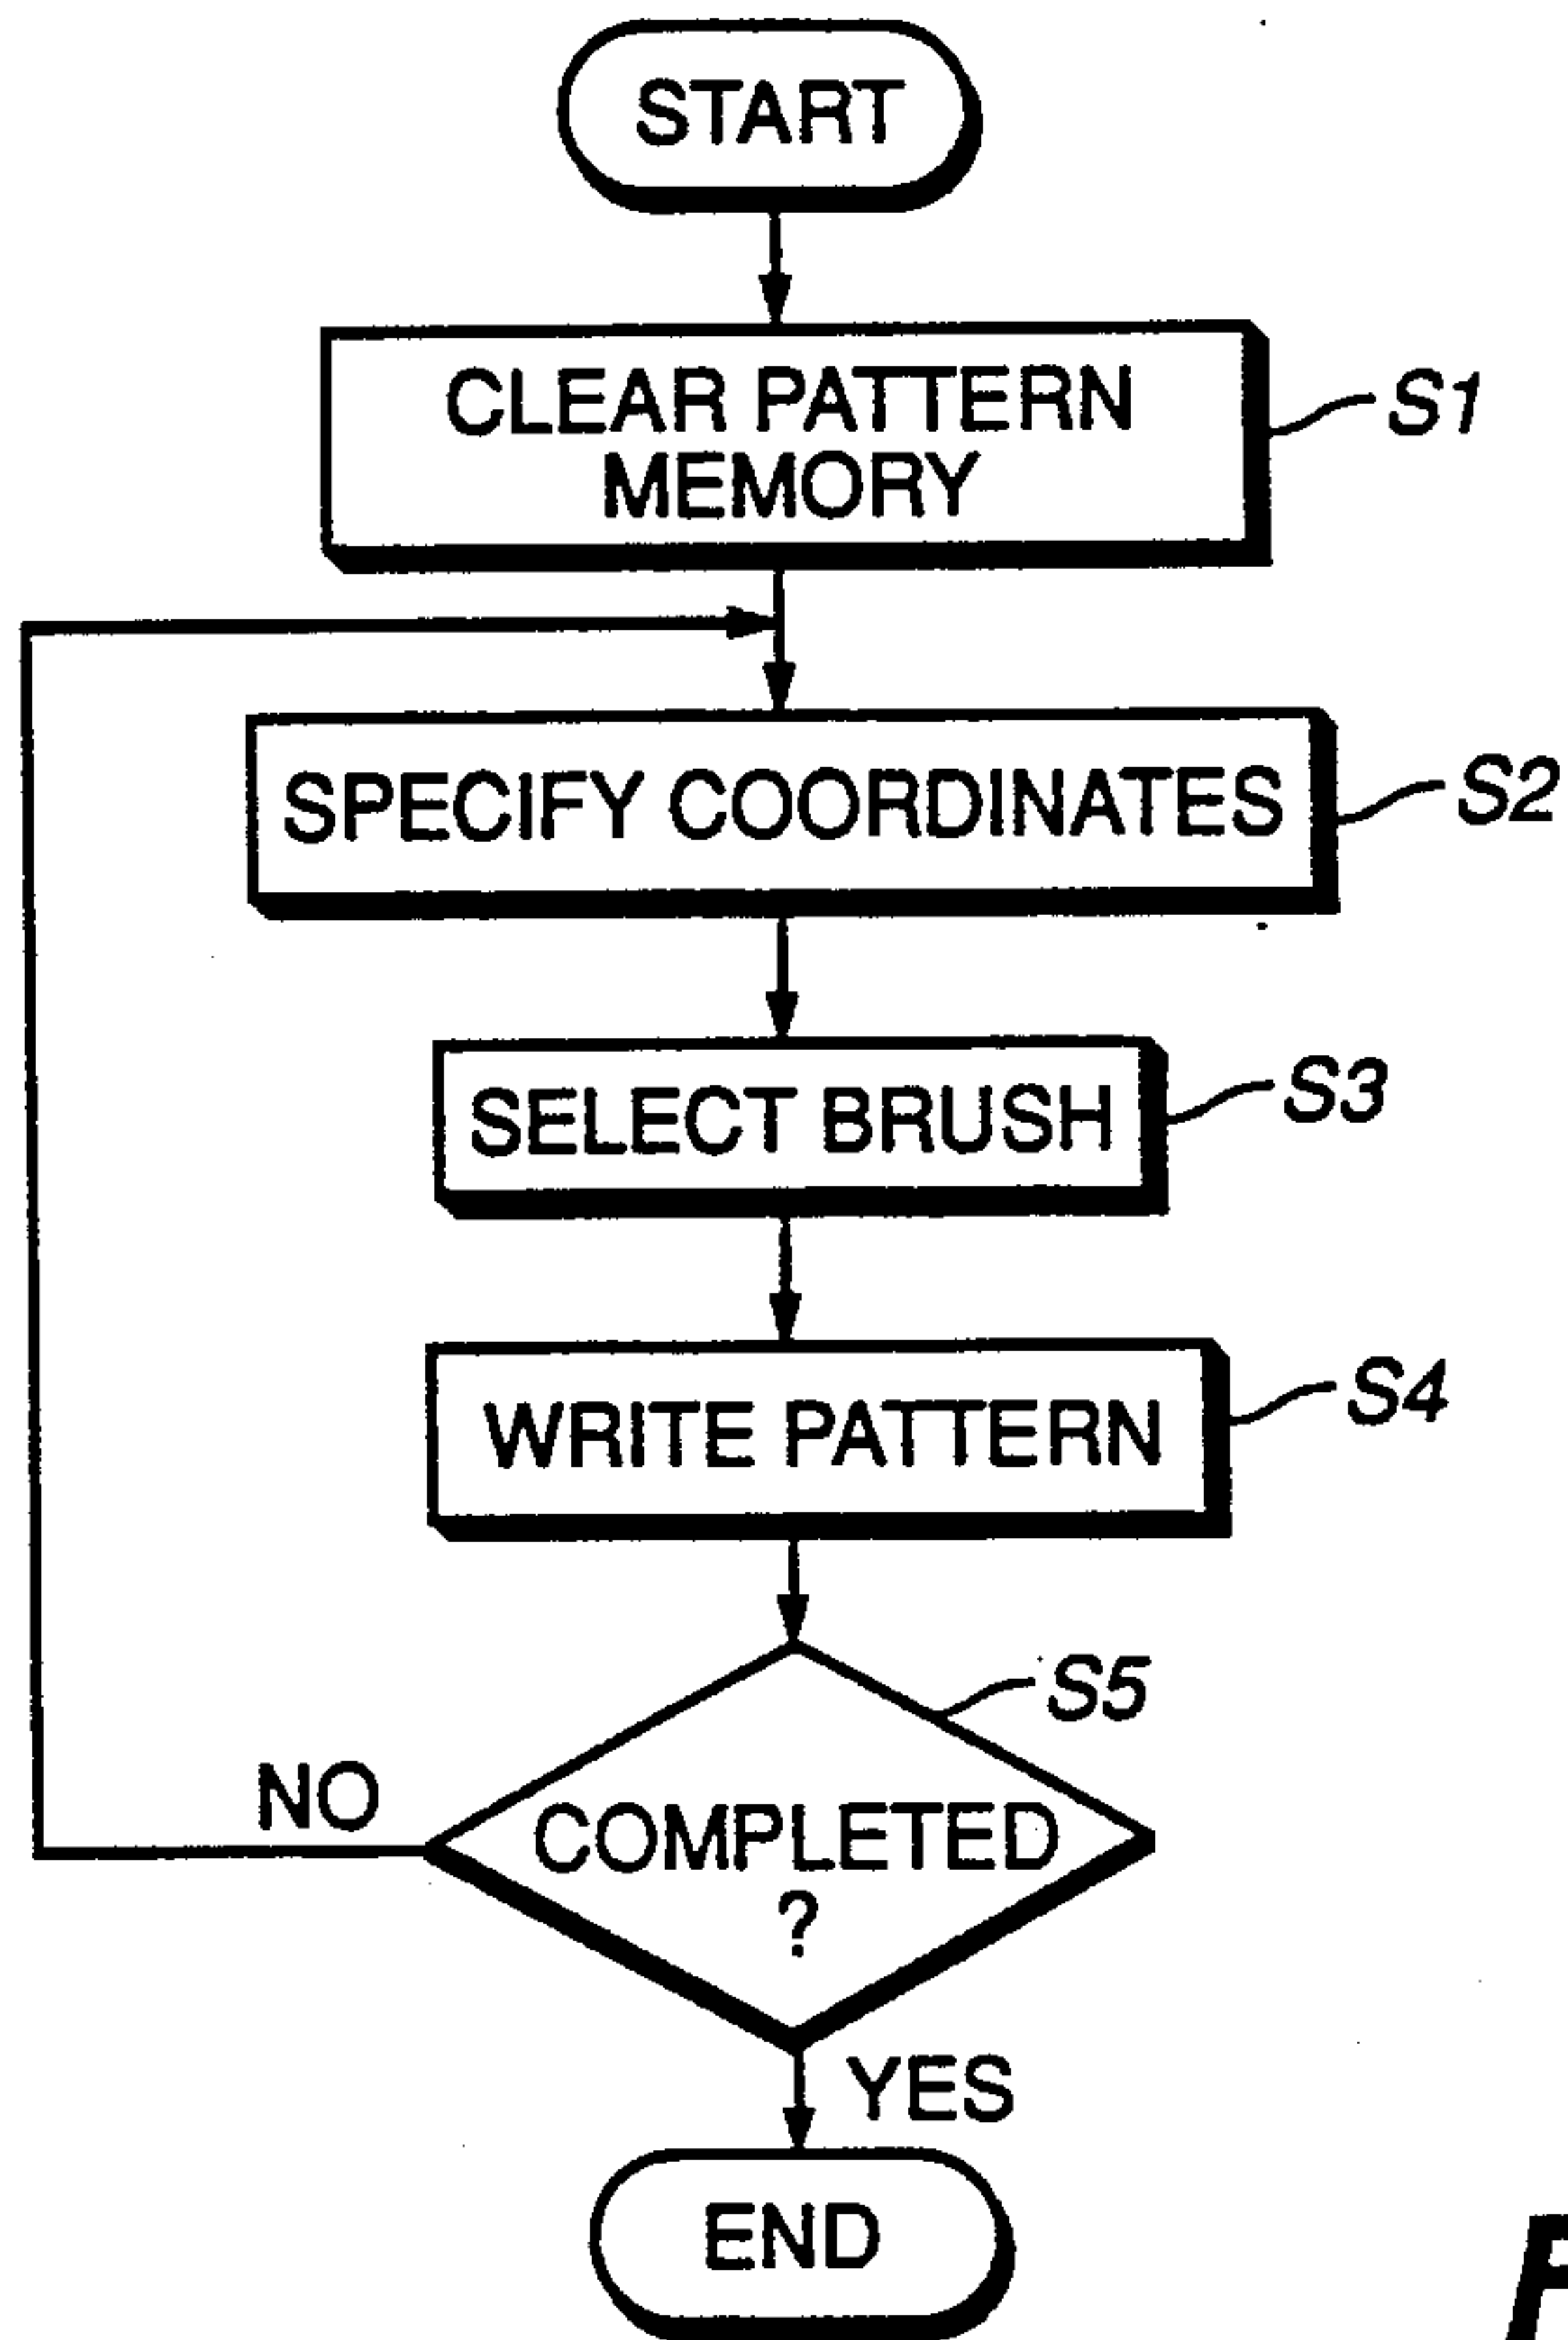 START
CLEAR PATTERN
MEMORY
S1
SPECIFY COORDINATES
S2
SELECT BRUSH
S3
WRITE PATTERN
S4
S5
NO
COMPLETED
?
YES
END